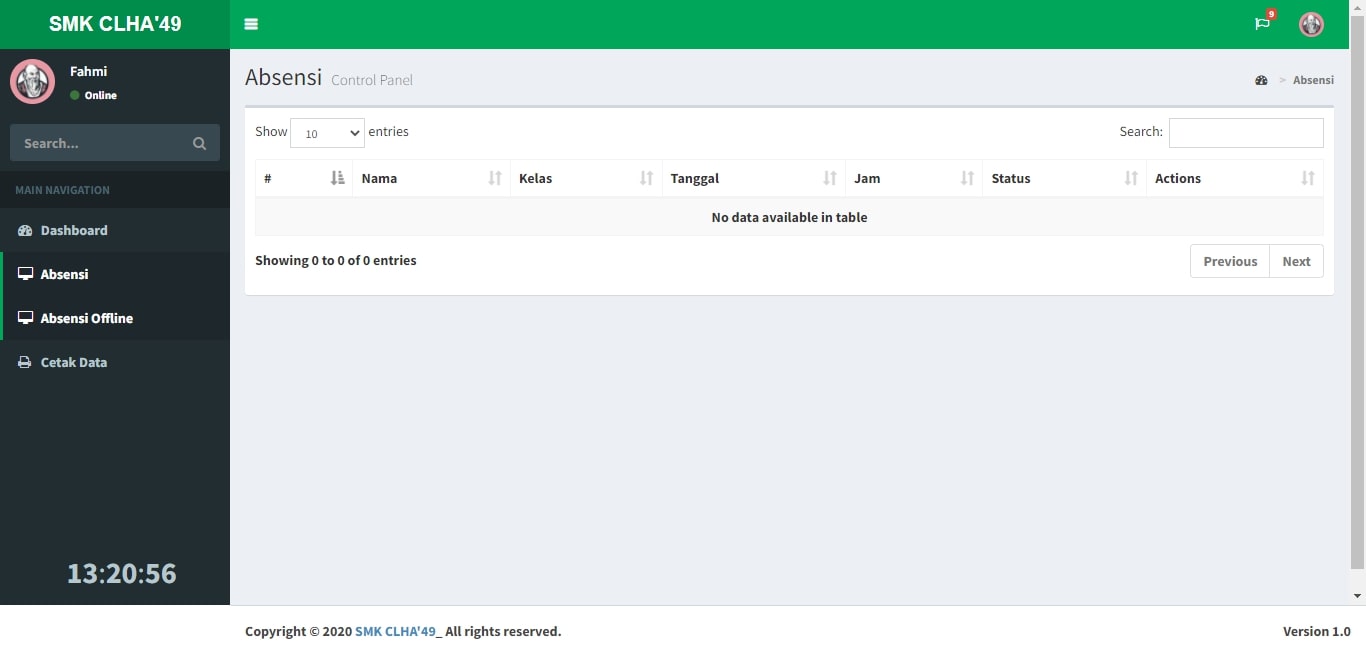 SMK CLHA'49
9
Fahmi
Online
Search...
MAIN NAVIGATION
Dashboard
Absensi
Absensi Offline
Cetak Data
13:20:56
Absensi Control Panel
> Absensi
Show 10 entries
Search:
# Nama Kelas Tanggal Jam Status Actions
No data available in table
Showing 0 to 0 of 0 entries
Previous Next
Copyright © 2020 SMK CLHA'49_ All rights reserved.
Version 1.0